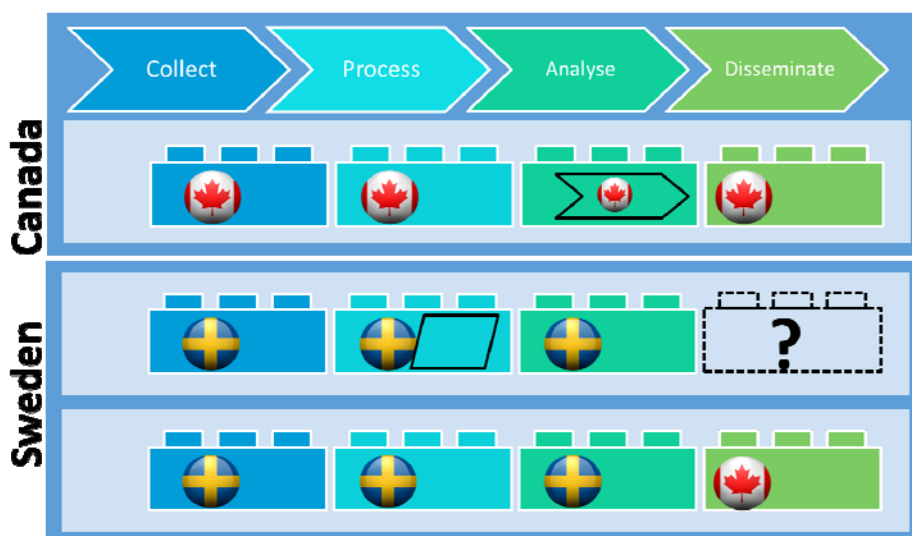 Collect
Process
Analyse
Disseminate
Canada
Sweden
?